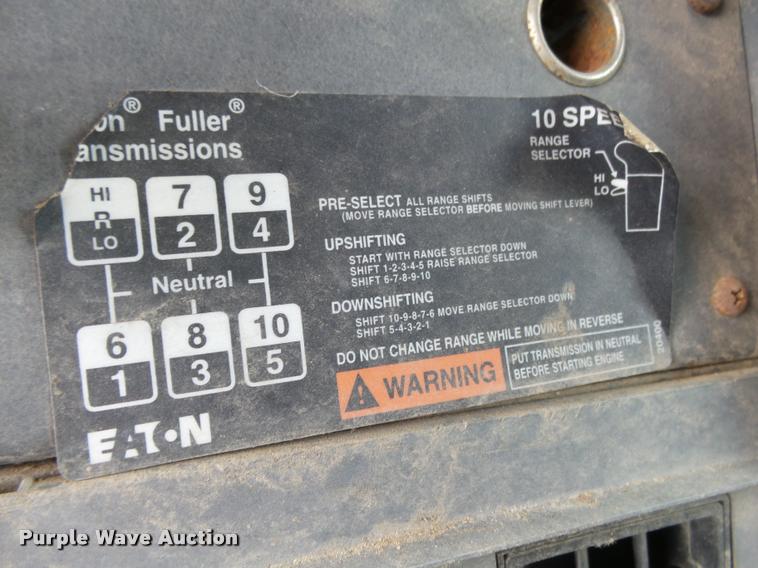 on® Fuller®
ansmissions
HI
R
LO
7
2
9
4
Neutral
6
1
8
3
10
5
EATON
10 SPEE
RANGE
SELECTOR
HI
LO
PRE-SELECT ALL RANGE SHIFTS
(MOVE RANGE SELECTOR BEFORE MOVING SHIFT LEVER)
UPSHIFTING
START WITH RANGE SELECTOR DOWN
SHIFT 1-2-3-4-5 RAISE RANGE SELECTOR
SHIFT 6-7-8-9-10
DOWNSHIFTING
SHIFT 10-9-8-7-6 MOVE RANGE SELECTOR DOWN
SHIFT 5-4-3-2-1
DO NOT CHANGE RANGE WHILE MOVING IN REVERSE
WARNING
PUT TRANSMISSION IN NEUTRAL
BEFORE STARTING ENGINE
20400
Purple Wave Auction